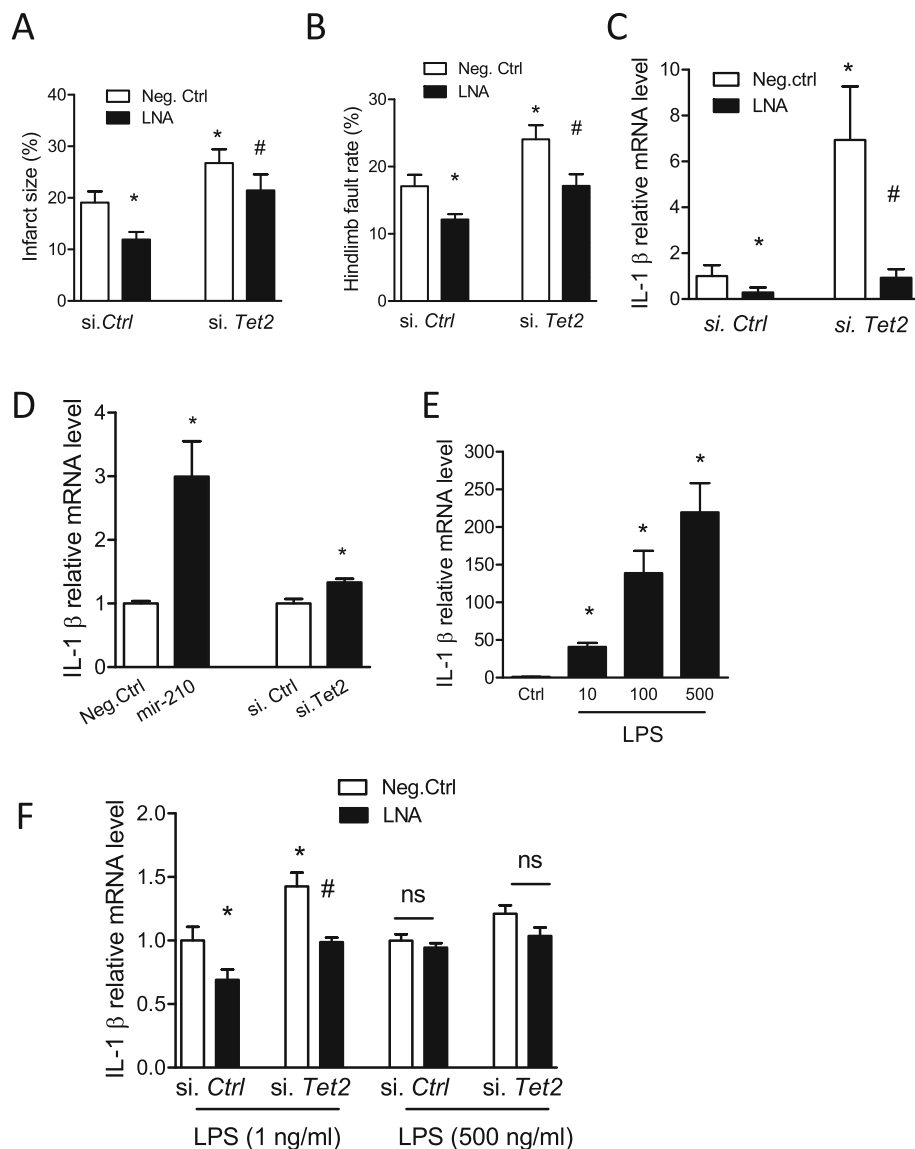 A
Neg. Ctrl
LNA
Infarct size (%)
40
30
20
10
0
*
*
#
si.Ctrl
si. Tet2
B
Neg. Ctrl
LNA
Hindlimb fault rate (%)
30
20
10
0
*
*
#
si. Ctrl
si. Tet2
C
Neg.ctrl
LNA
IL-1 β relative mRNA level
10
8
6
4
2
0
*
*
#
si. Ctrl
si. Tet2
D
IL-1 β relative mRNA level
4
3
2
1
0
*
*
Neg.Ctrl
mir-210
si. Ctrl
si.Tet2
E
IL-1 β relative mRNA level
300
250
200
150
100
50
0
*
*
*
Ctrl
10
100
500
LPS
F
Neg.Ctrl
LNA
IL-1 β relative mRNA level
2.0
1.5
1.0
0.5
0.0
*
*
#
ns
ns
si. Ctrl
si. Tet2
si. Ctrl
si. Tet2
LPS (1 ng/ml)
LPS (500 ng/ml)